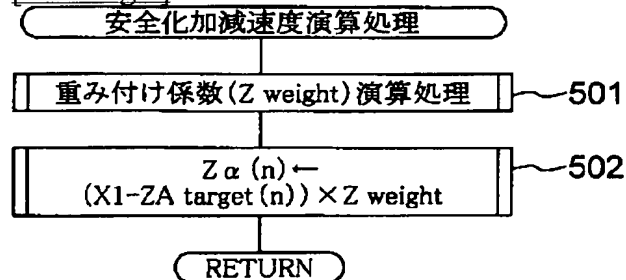 安全化加減速度演算処理
重み付け係数(Z weight)演算処理
501
Z α (n)←
(X1-ZA target(n))×Z weight
502
RETURN